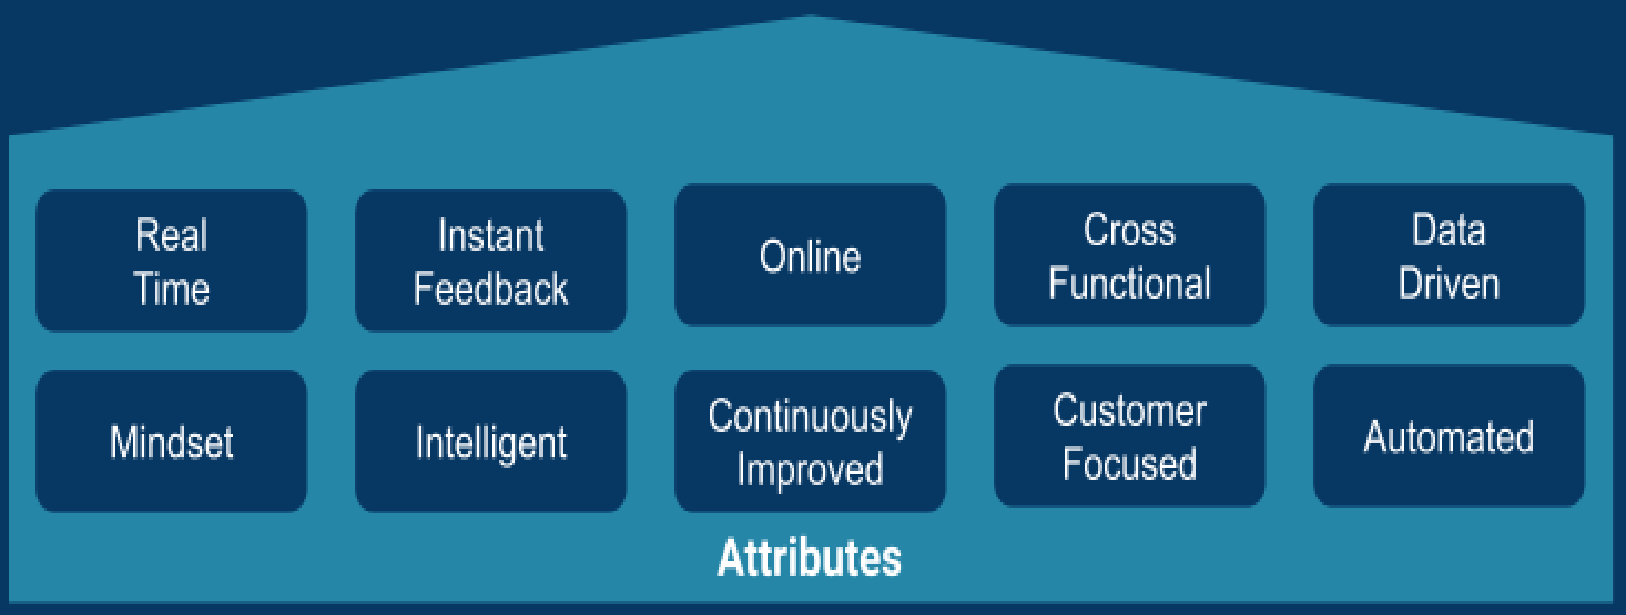 Real
Time
Instant
Feedback
Online
Cross
Functional
Data
Driven
Mindset
Intelligent
Continuously
Improved
Customer
Focused
Automated
Attributes